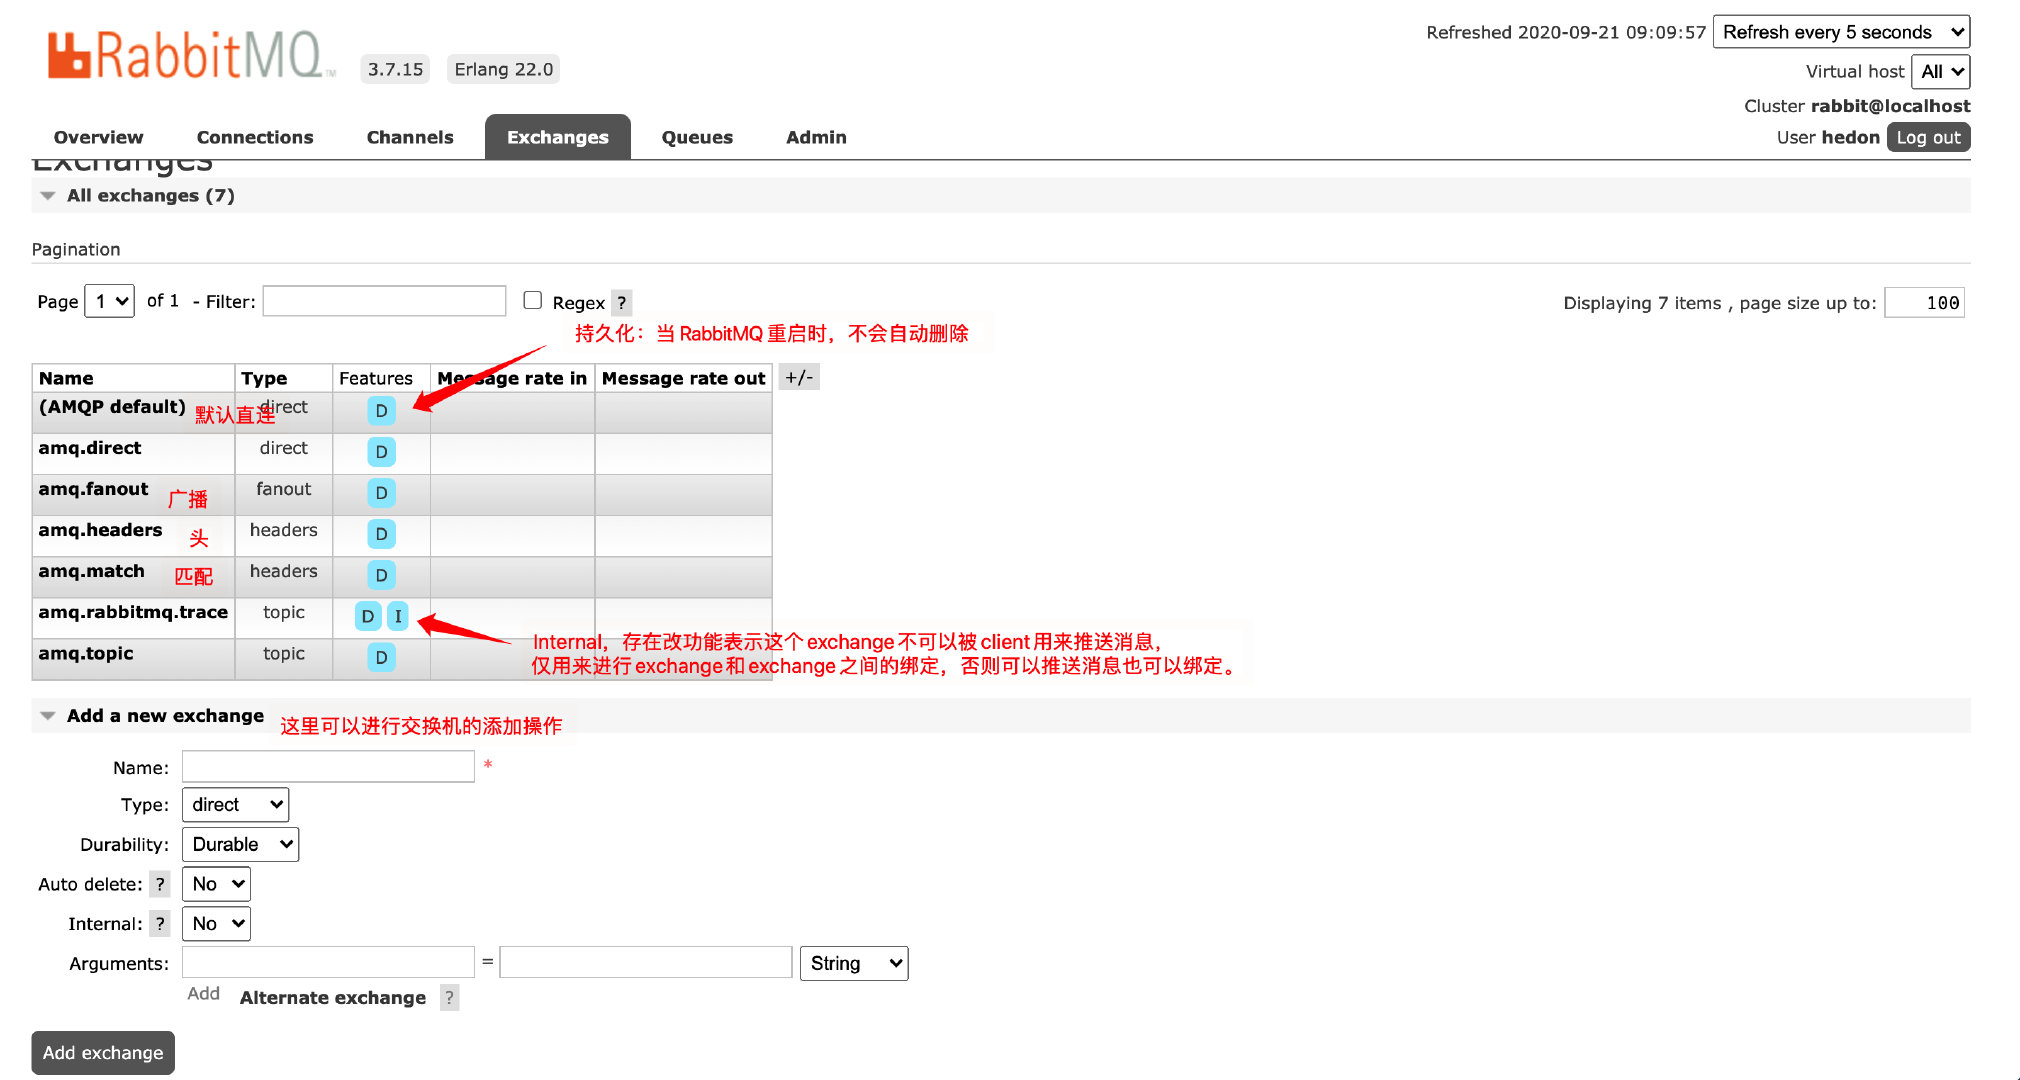 RabbitMQ™ 3.7.15 Erlang 22.0
Refreshed 2020-09-21 09:09:57 Refresh every 5 seconds
Virtual host All
Cluster rabbit@localhost
User hedon Log out
Overview Connections Channels Exchanges Queues Admin
Exchanges
All exchanges (7)
Pagination
Page 1 of 1 - Filter: Regex ? Displaying 7 items , page size up to: 100
持久化：当 RabbitMQ 重启时，不会自动删除
Name Type Features Message rate in Message rate out +/-
(AMQP default) 默认直连 direct D
amq.direct direct D
amq.fanout 广播 fanout D
amq.headers 头 headers D
amq.match 匹配 headers D
amq.rabbitmq.trace topic D I
Internal，存在改功能表示这个 exchange 不可以被 client 用来推送消息，
amq.topic topic D
仅用来进行 exchange 和 exchange 之间的绑定，否则可以推送消息也可以绑定。
Add a new exchange 这里可以进行交换机的添加操作
Name: *
Type: direct
Durability: Durable
Auto delete: ? No
Internal: ? No
Arguments: = String
Add Alternate exchange ?
Add exchange